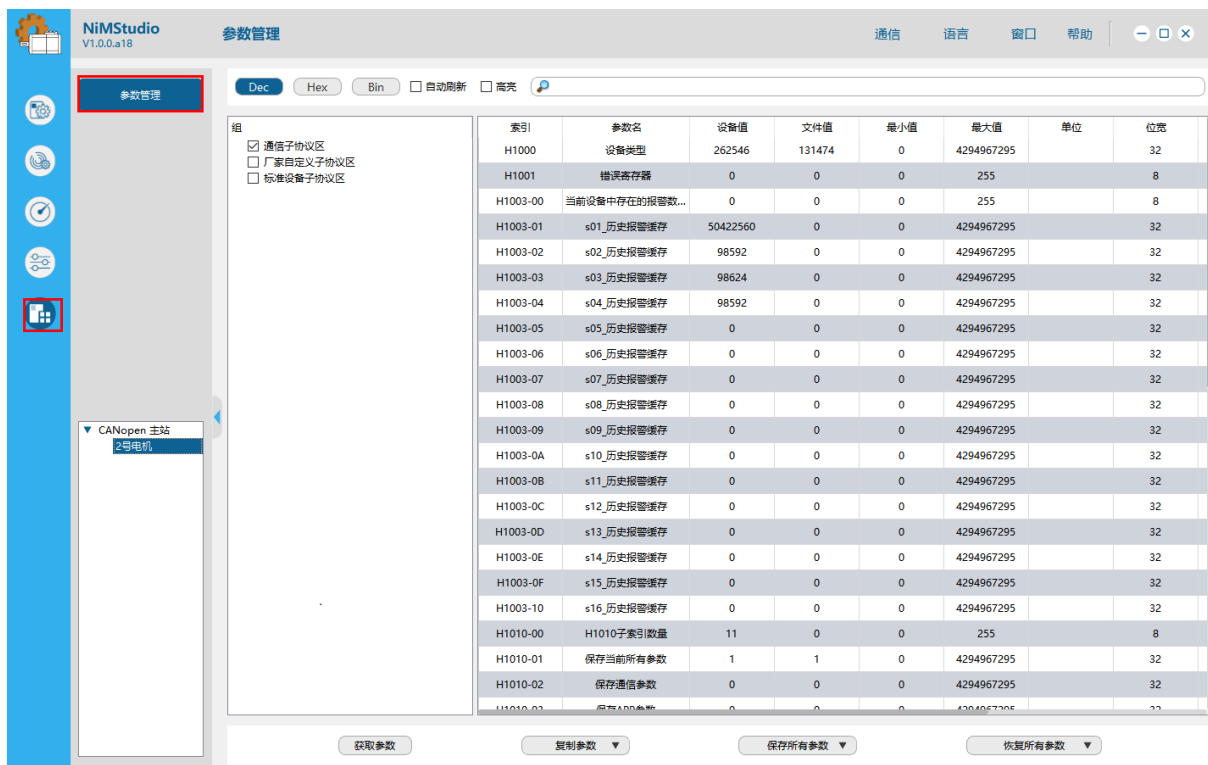 NiMStudio
V1.0.0.a18
参数管理
通信 语言 窗口 帮助
参数管理
Dec Hex Bin 自动刷新 高亮
组
通信子协议区
厂家自定义子协议区
标准设备子协议区
CANopen 主站
2号电机
索引 参数名 设备值 文件值 最小值 最大值 单位 位宽
H1000 设备类型 262546 131474 0 4294967295 32
H1001 错误寄存器 0 0 0 255 8
H1003-00 当前设备中存在的报警数... 0 0 0 255 8
H1003-01 s01_历史报警缓存 50422560 0 0 4294967295 32
H1003-02 s02_历史报警缓存 98592 0 0 4294967295 32
H1003-03 s03_历史报警缓存 98624 0 0 4294967295 32
H1003-04 s04_历史报警缓存 98592 0 0 4294967295 32
H1003-05 s05_历史报警缓存 0 0 0 4294967295 32
H1003-06 s06_历史报警缓存 0 0 0 4294967295 32
H1003-07 s07_历史报警缓存 0 0 0 4294967295 32
H1003-08 s08_历史报警缓存 0 0 0 4294967295 32
H1003-09 s09_历史报警缓存 0 0 0 4294967295 32
H1003-0A s10_历史报警缓存 0 0 0 4294967295 32
H1003-0B s11_历史报警缓存 0 0 0 4294967295 32
H1003-0C s12_历史报警缓存 0 0 0 4294967295 32
H1003-0D s13_历史报警缓存 0 0 0 4294967295 32
H1003-0E s14_历史报警缓存 0 0 0 4294967295 32
H1003-0F s15_历史报警缓存 0 0 0 4294967295 32
H1003-10 s16_历史报警缓存 0 0 0 4294967295 32
H1010-00 H1010子索引数量 11 0 0 255 8
H1010-01 保存当前所有参数 1 1 0 4294967295 32
H1010-02 保存通信参数 0 0 0 4294967295 32
获取参数 复制参数 保存所有参数 恢复所有参数